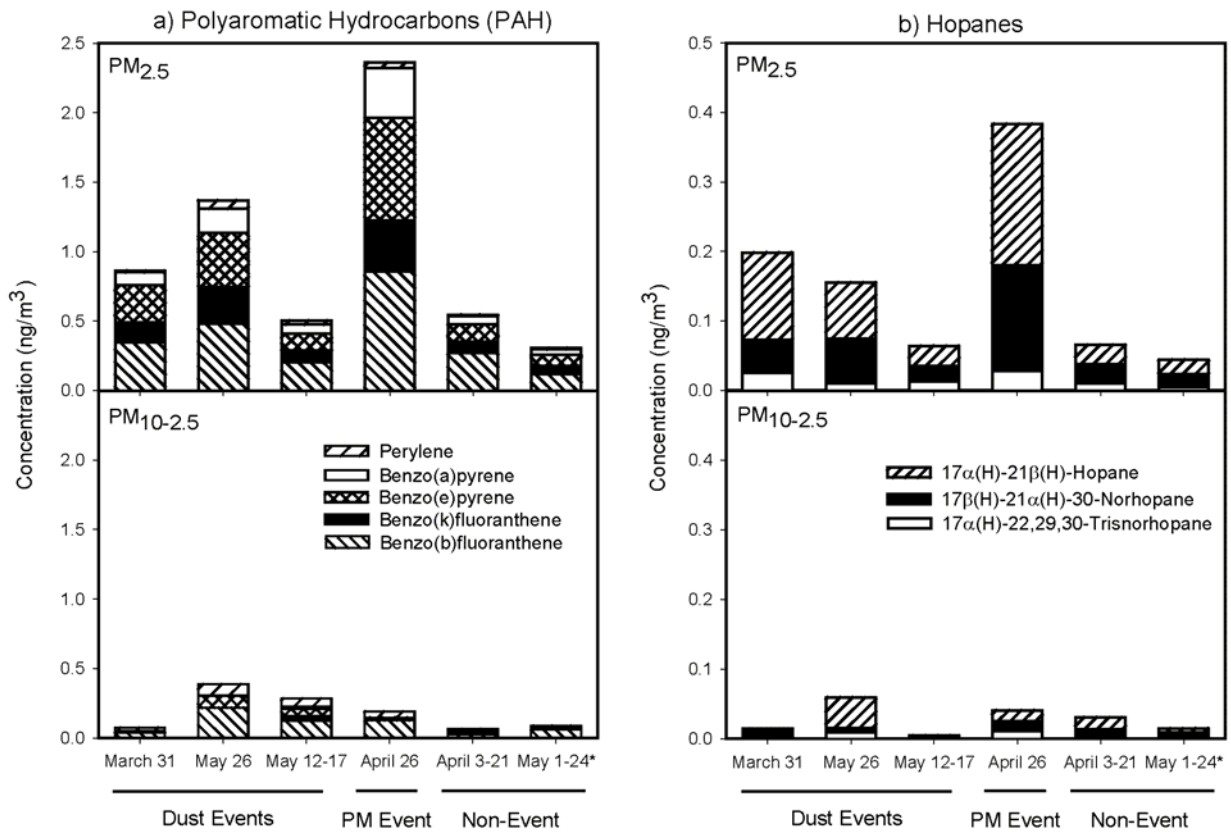 a) Polyaromatic Hydrocarbons (PAH)
2.5
PM2.5
2.0
1.5
1.0
0.5
0.0
Concentration (ng/m3)
PM10-2.5
2.0
1.5
1.0
0.5
0.0
Perylene
Benzo(a)pyrene
Benzo(e)pyrene
Benzo(k)fluoranthene
Benzo(b)fluoranthene
March 31 May 26 May 12-17 April 26 April 3-21 May 1-24*
Dust Events PM Event Non-Event
b) Hopanes
0.5
PM2.5
0.4
0.3
0.2
0.1
0.0
Concentration (ng/m3)
PM10-2.5
0.4
0.3
0.2
0.1
0.0
17α(H)-21β(H)-Hopane
17β(H)-21α(H)-30-Norhopane
17α(H)-22,29,30-Trisnorhopane
March 31 May 26 May 12-17 April 26 April 3-21 May 1-24*
Dust Events PM Event Non-Event